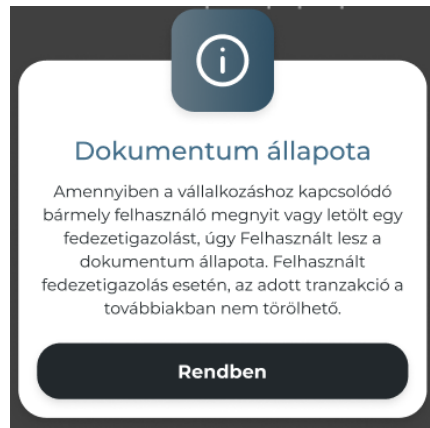 Dokumentum állapota
Amennyiben a vállalkozáshoz kapcsolódó
bármely felhasználó megnyit vagy letölt egy
fedezetigazolást, úgy Felhasznált lesz a
dokumentum állapota. Felhasznált
fedezetigazolás esetén, az adott tranzakció a
továbbiakban nem törölhető.
Rendben